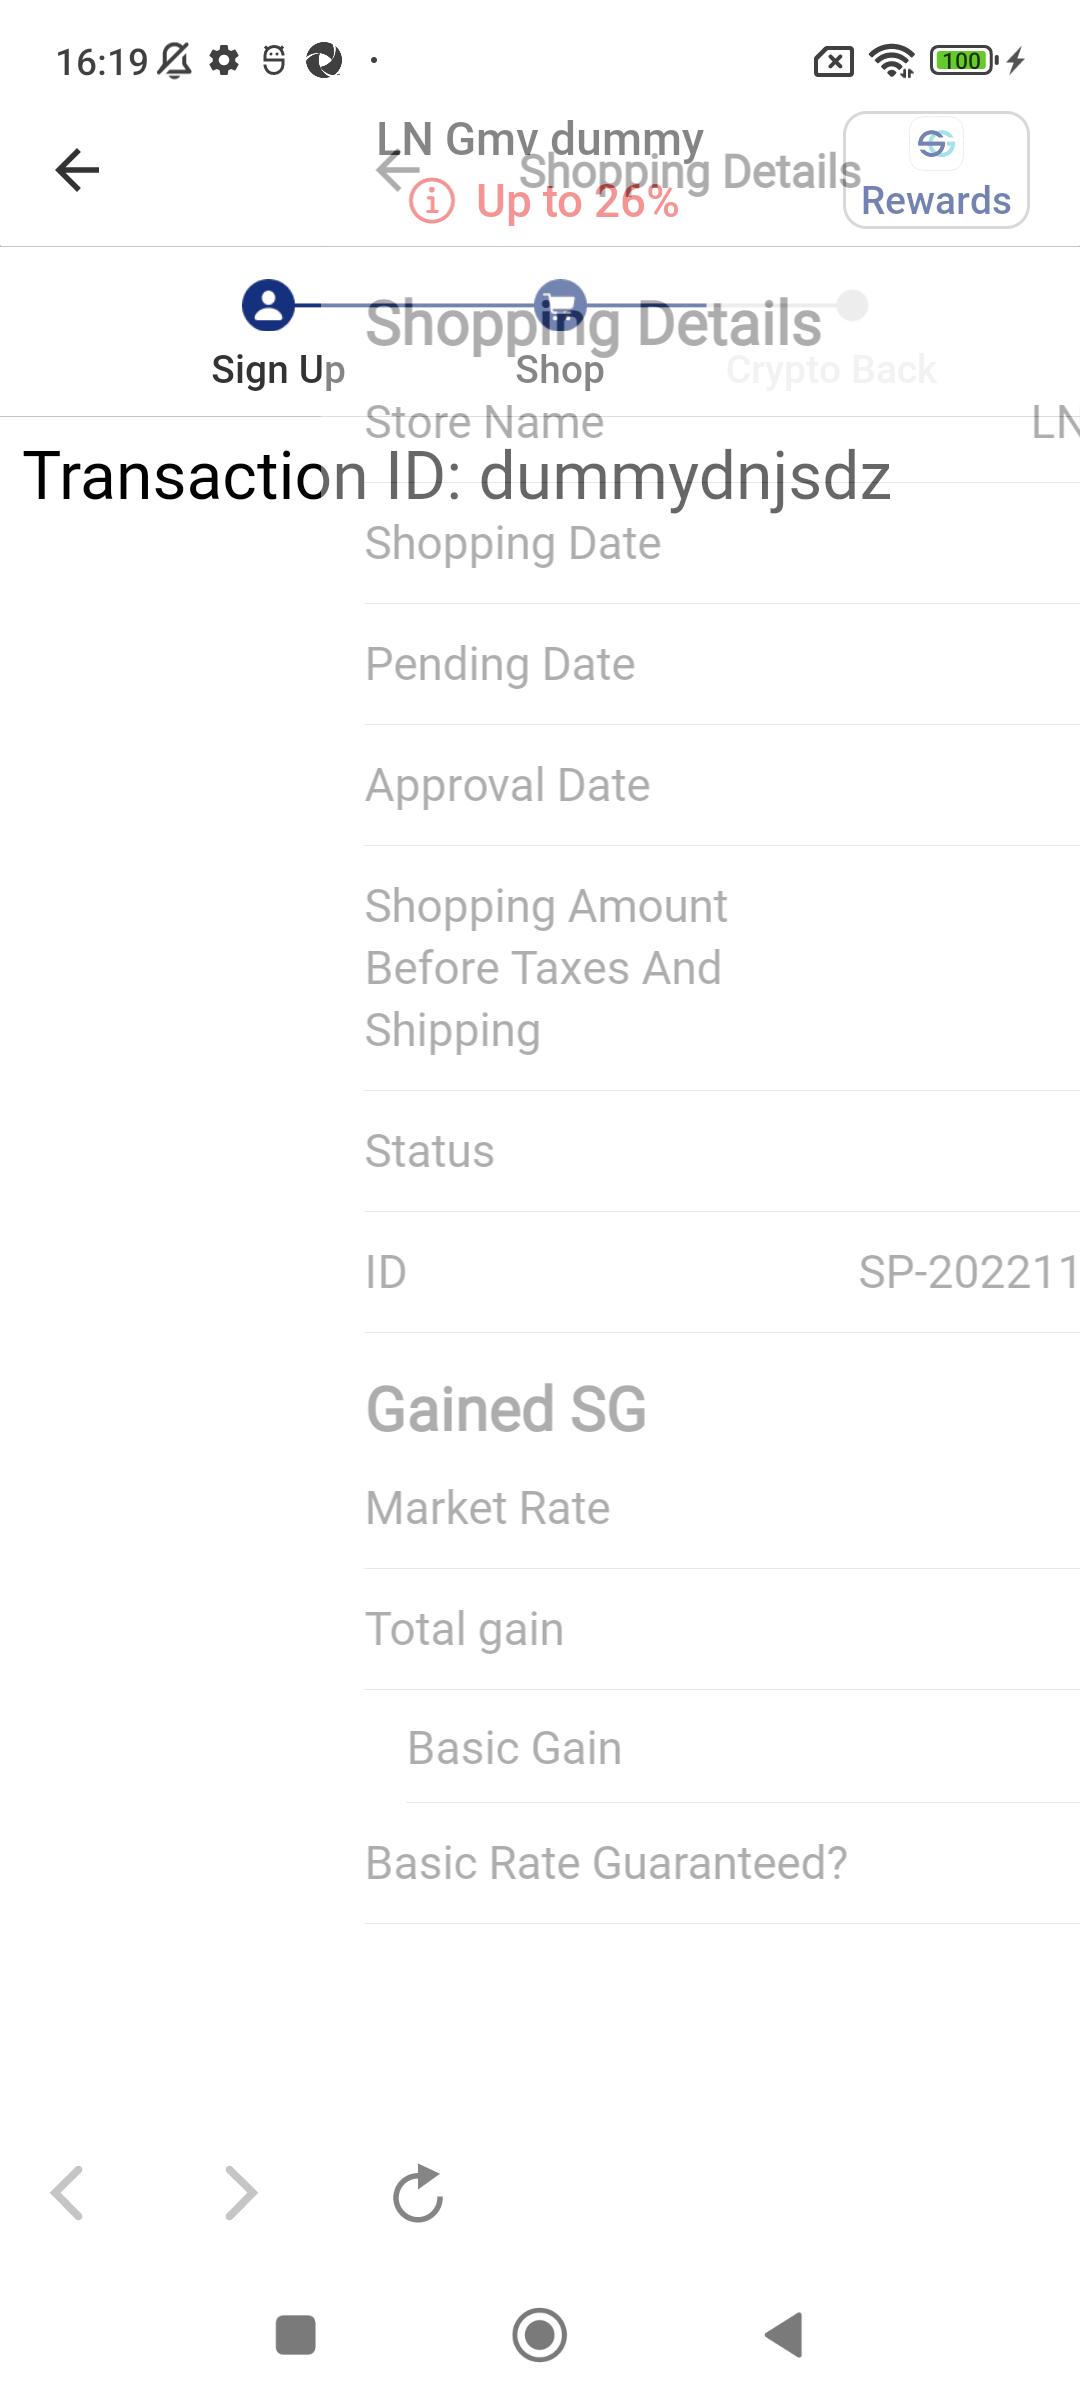 16:19
100
LN Gmv dummy
Shopping Details
Up to 26%
Rewards
Shopping Details
Sign Up
Shop
Crypto Back
Store Name
LN
Transaction ID: dummydnjsdz
Shopping Date
Pending Date
Approval Date
Shopping Amount
Before Taxes And
Shipping
Status
ID
SP-202211
Gained SG
Market Rate
Total gain
Basic Gain
Basic Rate Guaranteed?